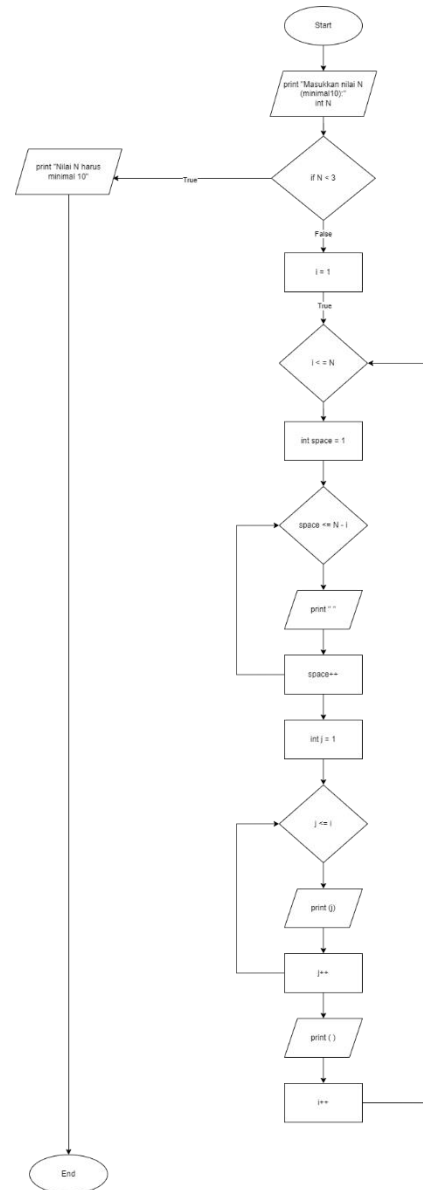 Start
print "Masukkan nilai N
(minimal10):"
int N
if N < 3
True
print "Nilai N harus
minimal 10"
False
i = 1
True
i < = N
int space = 1
space <= N - i
print " "
space++
int j = 1
j <= i
print (j)
j++
print ( )
i++
End